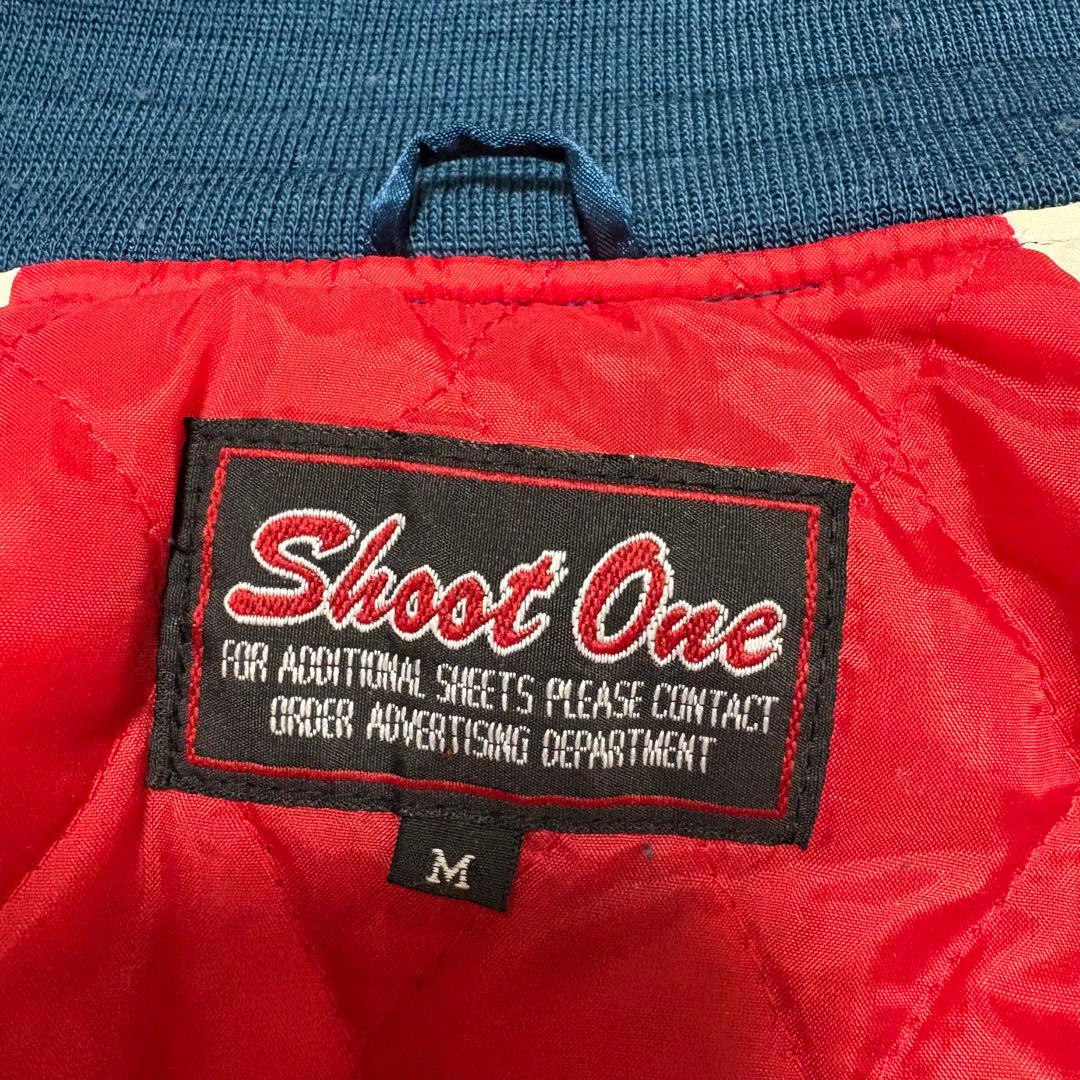 Shoot One
FOR ADDITIONAL SHEETS PLEASE CONTACT
ORDER ADVERTISING DEPARTMENT
M